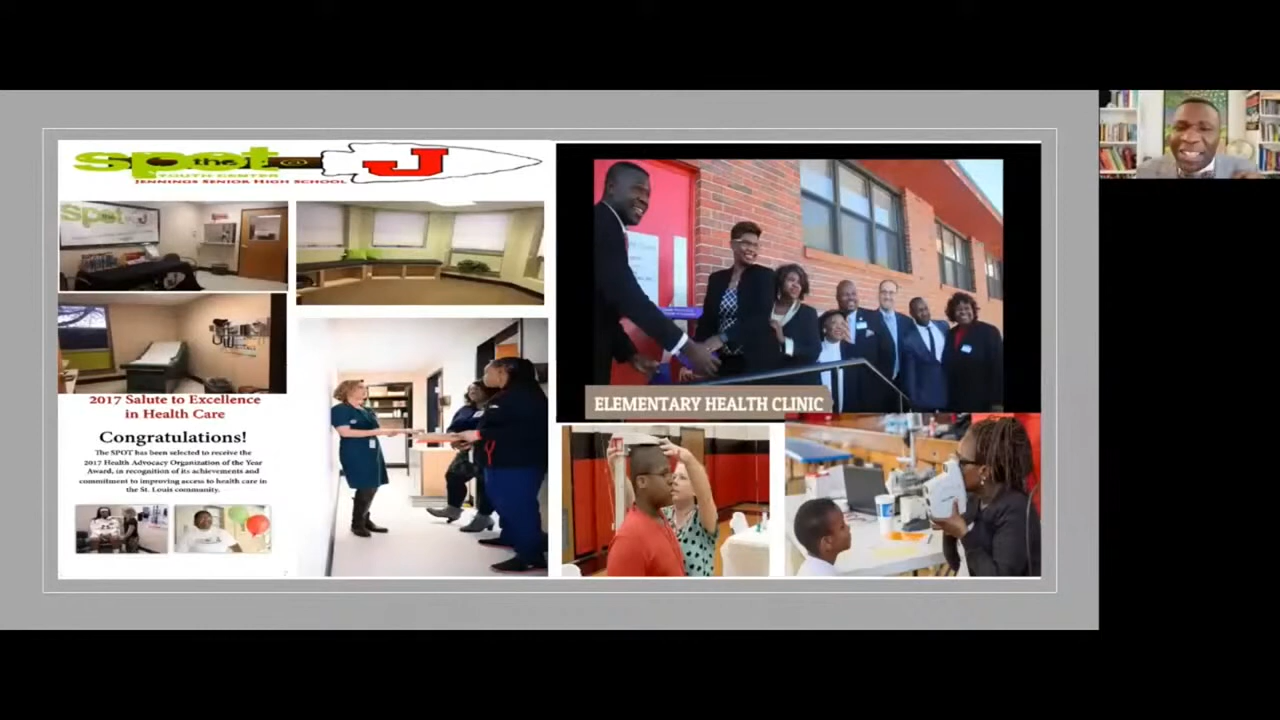 the spot @ J
YOUTH CENTER
JENNINGS SENIOR HIGH SCHOOL
2017 Salute to Excellence
in Health Care
Congratulations!
The SPOT has been selected to receive the
2017 Health Advocacy Organization of the Year
Award, in recognition of its achievements and
commitment to improving access to health care in
the St. Louis community.
ELEMENTARY HEALTH CLINIC